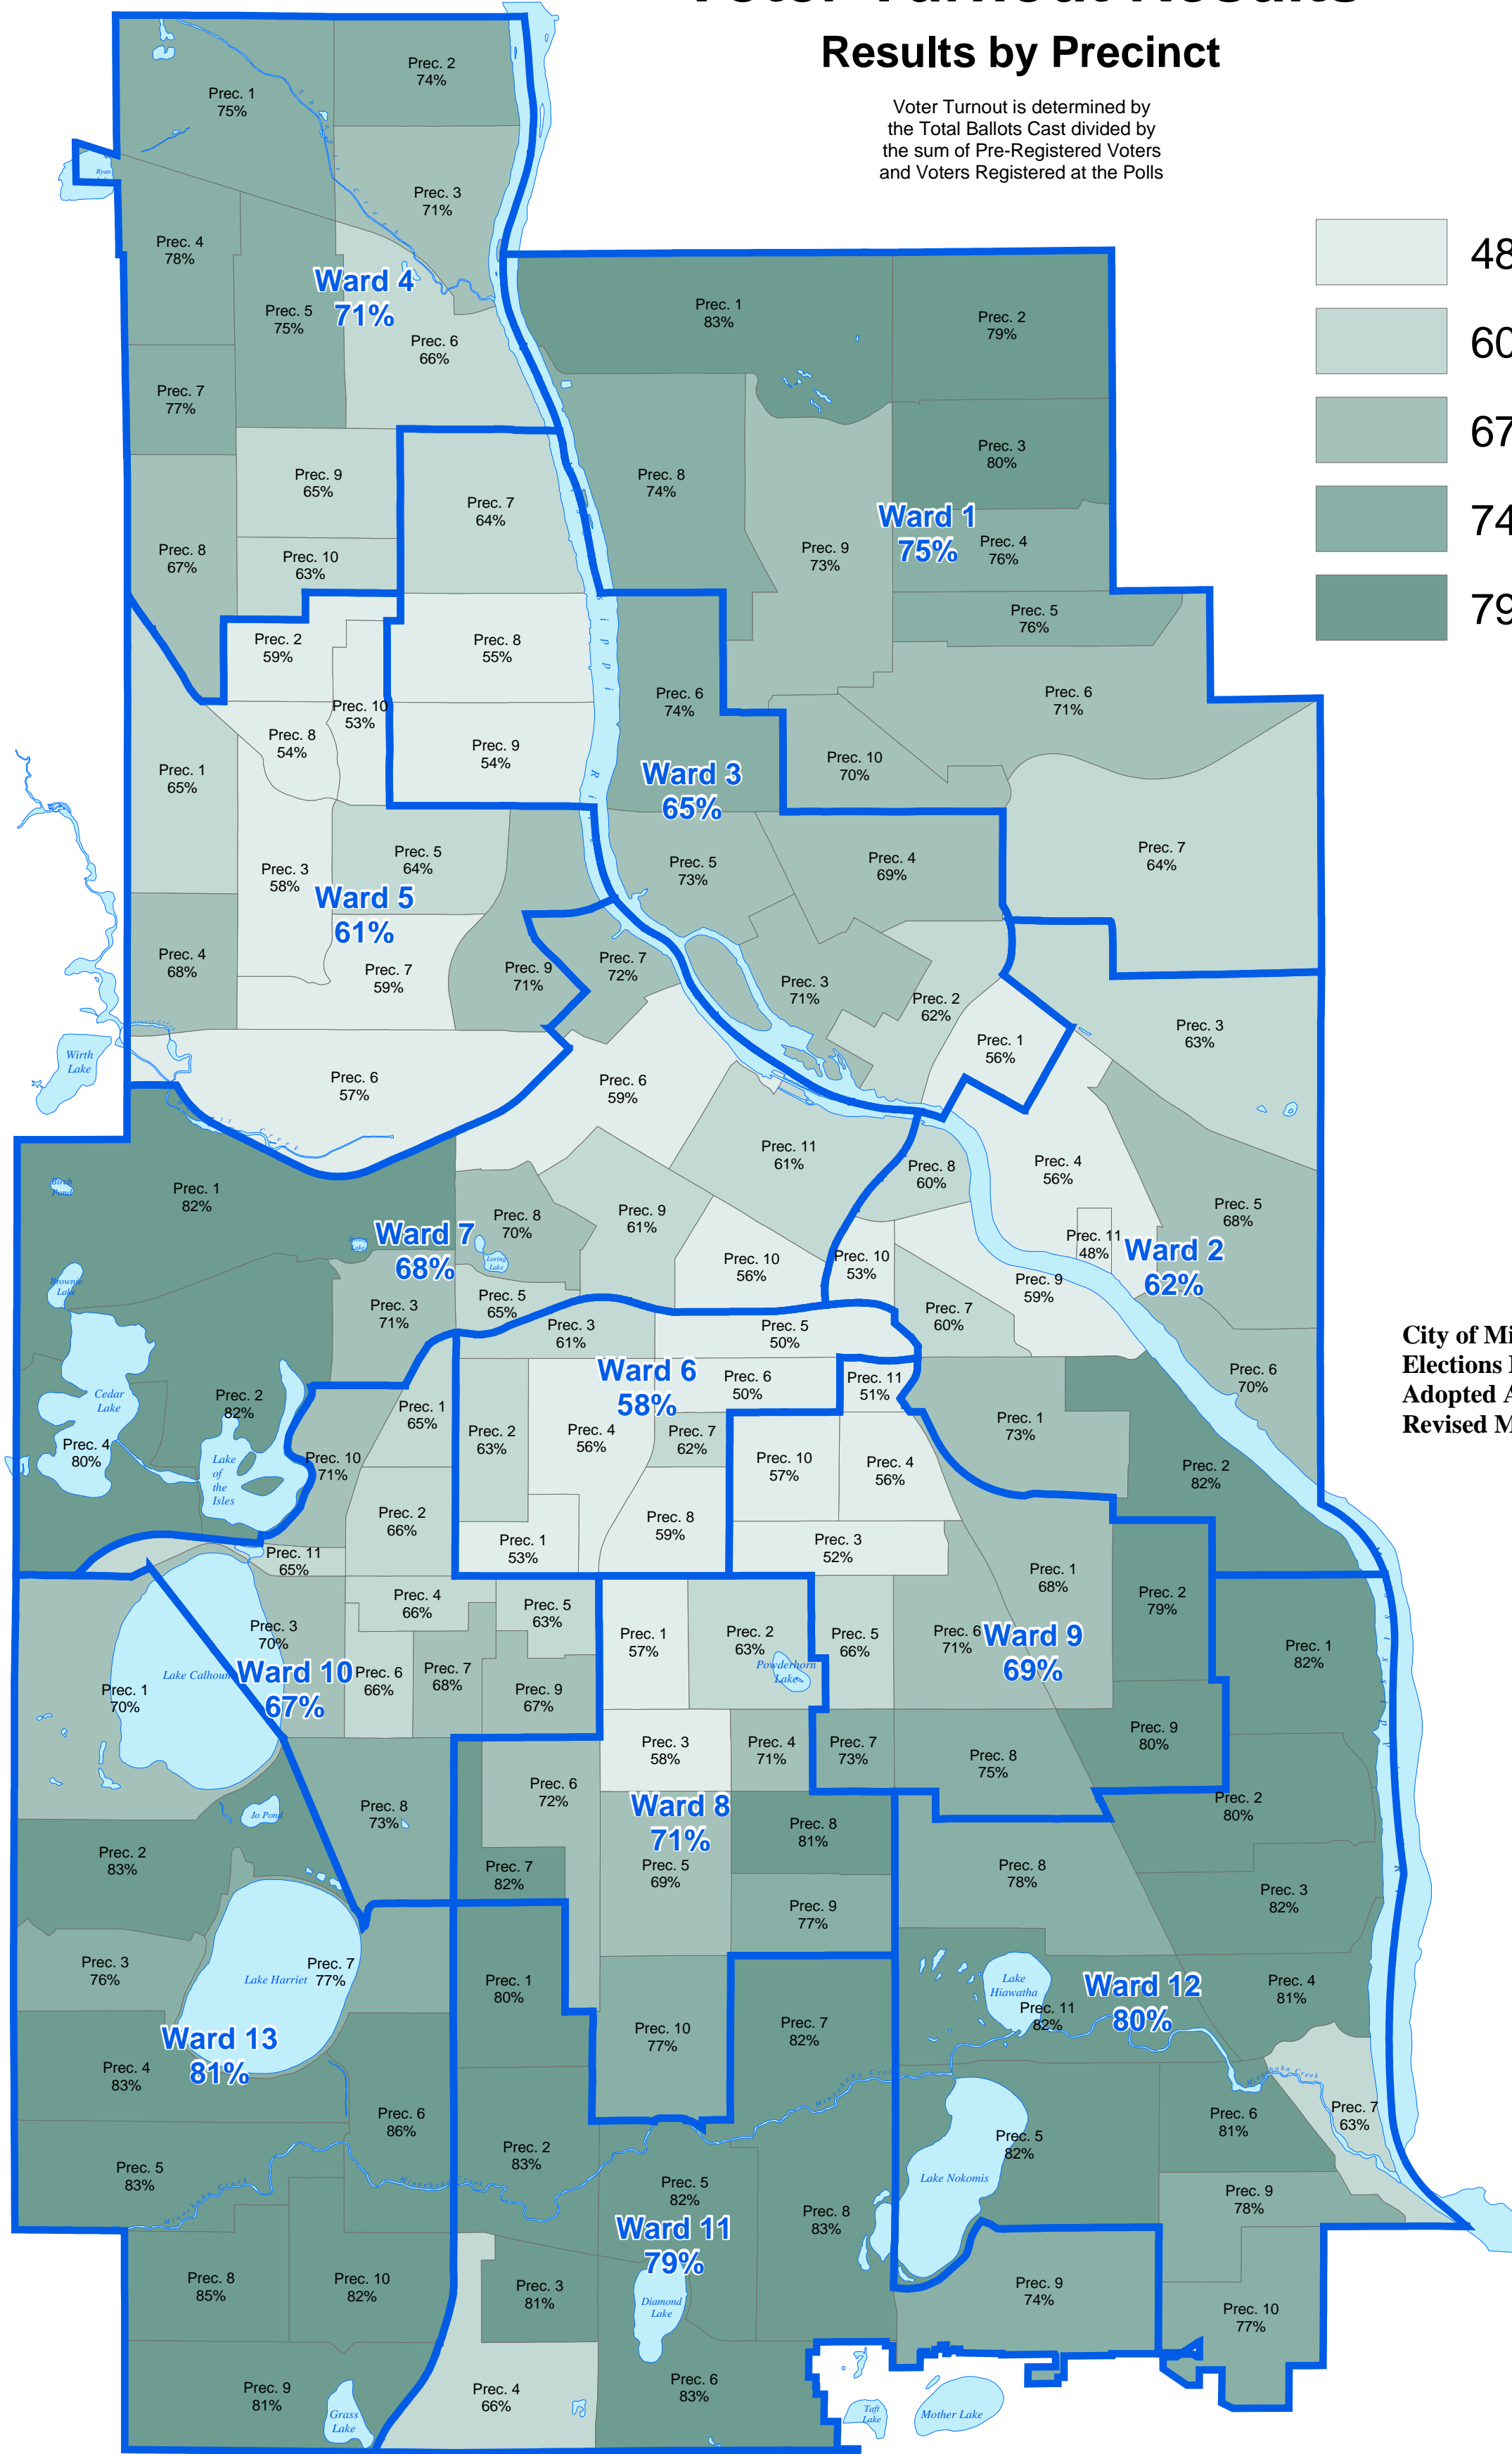 Voter Turnout Results
Results by Precinct
Voter Turnout is determined by
the Total Ballots Cast divided by
the sum of Pre-Registered Voters
and Voters Registered at the Polls
48
60
67
74
79
Ward 4
71%
Prec. 1
75%
Prec. 2
74%
Prec. 3
71%
Prec. 4
78%
Prec. 5
75%
Prec. 6
66%
Prec. 7
77%
Prec. 8
67%
Prec. 9
65%
Prec. 10
63%
Ryan
Shingle Creek
Ward 1
75%
Prec. 1
83%
Prec. 2
79%
Prec. 3
80%
Prec. 4
76%
Prec. 5
76%
Prec. 6
71%
Prec. 7
64%
Prec. 8
74%
Prec. 9
73%
Prec. 10
70%
Ward 3
65%
Prec. 7
64%
Prec. 8
55%
Prec. 9
54%
Prec. 6
74%
Prec. 5
73%
Prec. 4
69%
Prec. 3
71%
Prec. 2
62%
Prec. 1
56%
Ward 5
61%
Prec. 2
59%
Prec. 10
53%
Prec. 8
54%
Prec. 1
65%
Prec. 3
58%
Prec. 5
64%
Prec. 4
68%
Prec. 7
59%
Prec. 9
71%
Prec. 6
57%
Wirth
Lake
Ward 7
68%
Prec. 7
72%
Prec. 6
59%
Prec. 11
61%
Prec. 1
82%
Prec. 8
70%
Prec. 9
61%
Prec. 10
56%
Prec. 5
65%
Prec. 3
71%
Prec. 2
82%
Prec. 4
80%
Birch
Pond
Brownie
Lake
Loring
Lake
Cedar
Lake
Lake
of
the
Isles
Ward 2
62%
Prec. 3
63%
Prec. 4
56%
Prec. 5
68%
Prec. 8
60%
Prec. 11
48%
Prec. 10
53%
Prec. 9
59%
Prec. 7
60%
Prec. 6
70%
Prec. 1
73%
Prec. 2
82%
City of Mi
Elections
Adopted A
Revised M
Ward 6
58%
Prec. 3
61%
Prec. 5
50%
Prec. 6
50%
Prec. 11
51%
Prec. 2
63%
Prec. 4
56%
Prec. 7
62%
Prec. 8
59%
Prec. 1
53%
Ward 10
67%
Prec. 1
65%
Prec. 10
71%
Prec. 2
66%
Prec. 11
65%
Prec. 3
70%
Prec. 4
66%
Prec. 5
63%
Prec. 6
66%
Prec. 7
68%
Prec. 9
67%
Prec. 8
73%
Lake Calhoun
Ward 9
69%
Prec. 10
57%
Prec. 4
56%
Prec. 3
52%
Prec. 1
68%
Prec. 2
79%
Prec. 5
66%
Prec. 6
71%
Prec. 7
73%
Prec. 8
75%
Prec. 9
80%
Ward 8
71%
Prec. 1
57%
Prec. 2
63%
Powderhorn
Lake
Prec. 3
58%
Prec. 4
71%
Prec. 6
72%
Prec. 7
82%
Prec. 5
69%
Prec. 8
81%
Prec. 9
77%
Prec. 10
77%
Ward 12
80%
Prec. 1
82%
Prec. 2
80%
Prec. 3
82%
Prec. 8
78%
Prec. 4
81%
Prec. 11
82%
Lake
Hiawatha
Prec. 5
82%
Lake Nokomis
Prec. 6
81%
Prec. 7
63%
Prec. 9
78%
Prec. 10
77%
Minnehaha Creek
Ward 13
81%
Prec. 1
70%
Prec. 2
83%
Jo Pond
Prec. 3
76%
Prec. 7
77%
Lake Harriet
Prec. 4
83%
Prec. 5
83%
Prec. 6
86%
Prec. 8
85%
Prec. 10
82%
Prec. 9
81%
Grass
Lake
Minnehaha Creek
Minnehaha Creek
Ward 11
79%
Prec. 1
80%
Prec. 7
82%
Minnehaha Creek
Prec. 2
83%
Prec. 5
82%
Prec. 8
83%
Prec. 3
81%
Diamond
Lake
Prec. 4
66%
Prec. 6
83%
Prec. 9
74%
Taft
Lake
Mother Lake